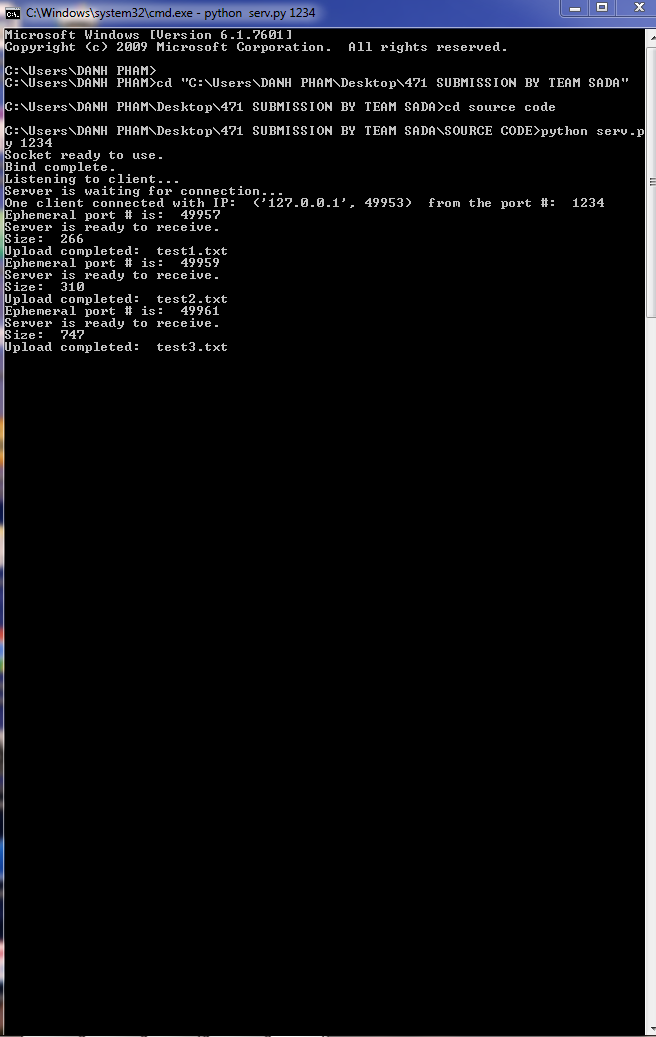 C:\Windows\system32\cmd.exe - python  serv.py 1234
Microsoft Windows [Version 6.1.7601]
Copyright (c) 2009 Microsoft Corporation.  All rights reserved.
C:\Users\DANH PHAM>
C:\Users\DANH PHAM>cd "C:\Users\DANH PHAM\Desktop\471 SUBMISSION BY TEAM SADA"
C:\Users\DANH PHAM\Desktop\471 SUBMISSION BY TEAM SADA>cd source code
C:\Users\DANH PHAM\Desktop\471 SUBMISSION BY TEAM SADA\SOURCE CODE>python serv.p
y 1234
Socket ready to use.
Bind complete.
Listening to client...
Server is waiting for connection...
One client connected with IP:  ('127.0.0.1', 49953)  from the port #:  1234
Ephemeral port # is:  49957
Server is ready to receive.
Size:  266
Upload completed:  test1.txt
Ephemeral port # is:  49959
Server is ready to receive.
Size:  310
Upload completed:  test2.txt
Ephemeral port # is:  49961
Server is ready to receive.
Size:  747
Upload completed:  test3.txt